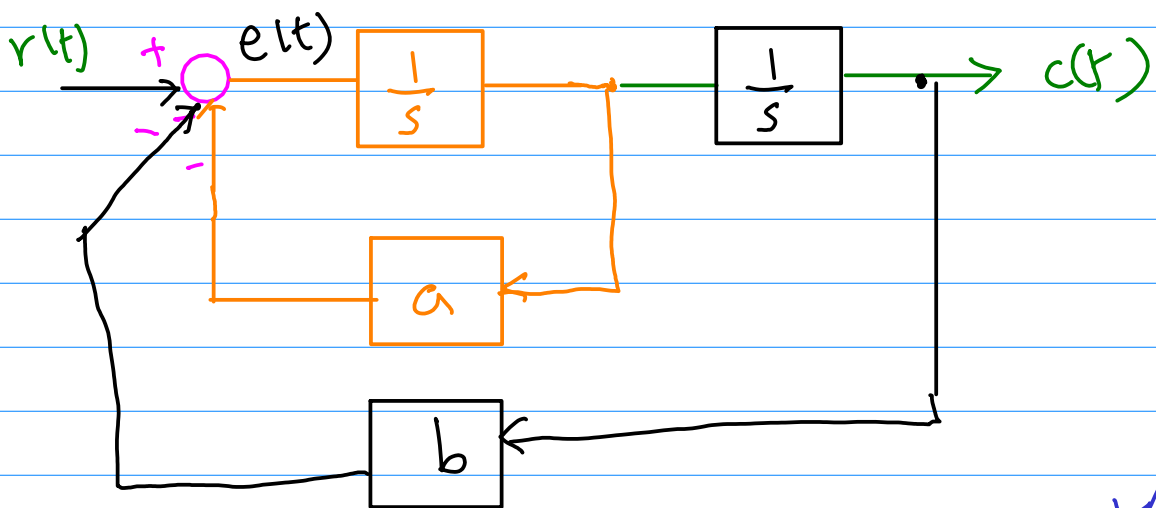 r(t)
+
e(t)
1/s
1/s
c(t)
-
-
a
b